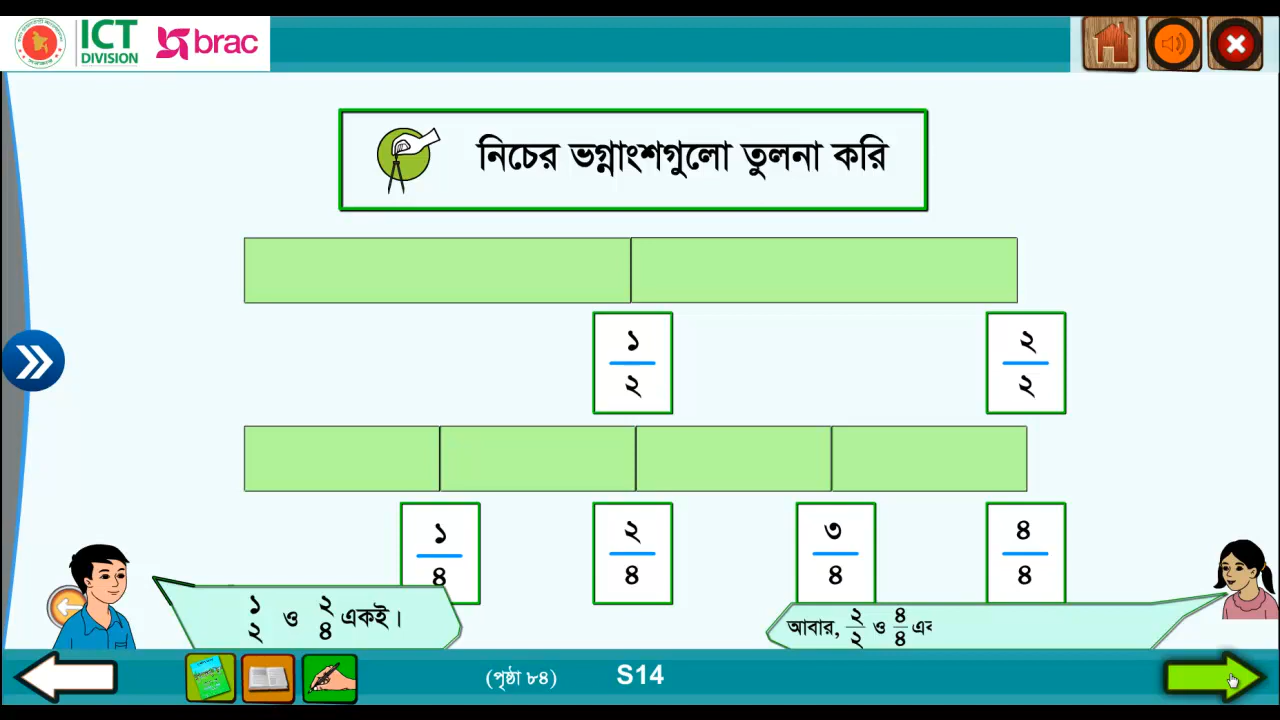 ICT
DIVISION
brac
নিচের ভগ্নাংশগুলো তুলনা করি
১/২ ২/২
১/৪ ২/৪ ৩/৪ ৪/৪
১/২ ও ২/৪ একই।
আবার, ২/২ ও ৪/৪ এ
(পৃষ্ঠা ৮৪) S14